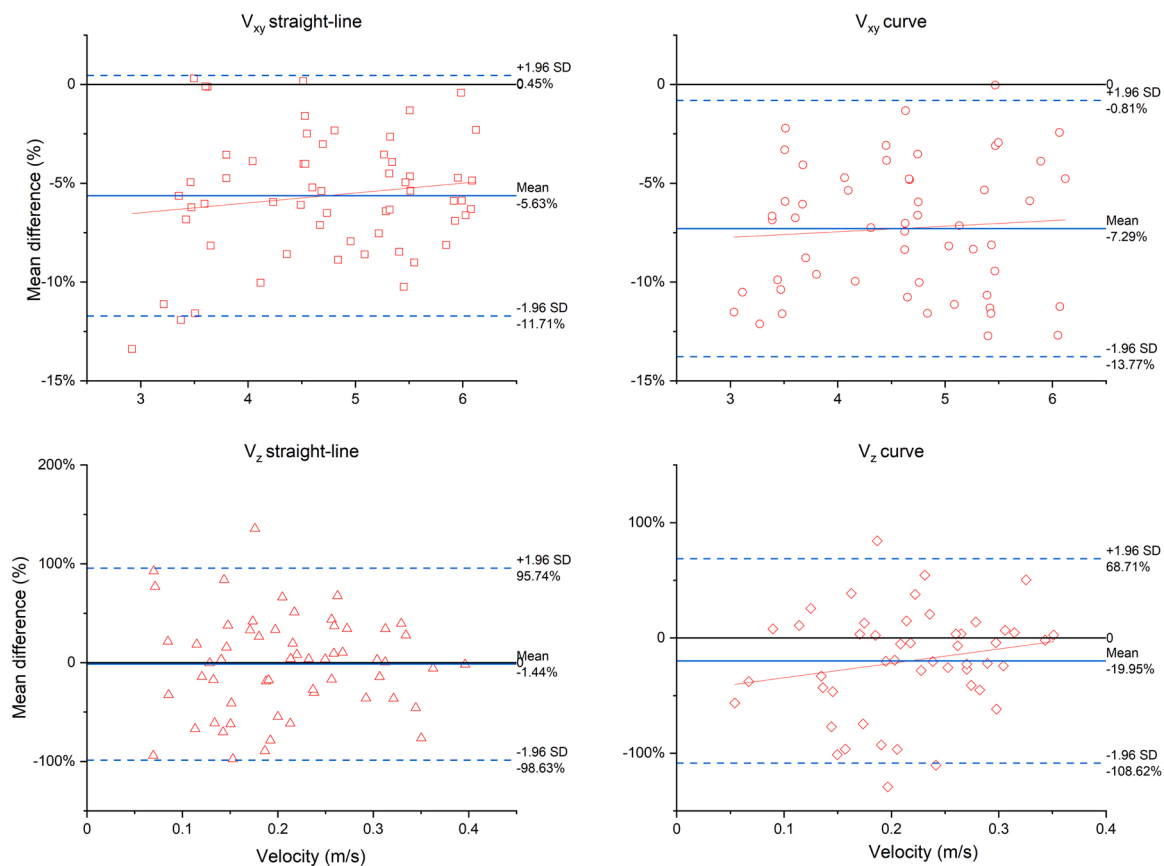 V_xy straight-line
V_xy curve
Mean difference (%)
0
-5%
-10%
-15%
+1.96 SD
0
0.45%
Mean
-5.63%
-1.96 SD
-11.71%
3
4
5
6
0
-5%
-10%
-15%
0
+1.96 SD
-0.81%
Mean
-7.29%
-1.96 SD
-13.77%
3
4
5
6
V_z straight-line
V_z curve
Mean difference (%)
200%
100%
0
-100%
+1.96 SD
95.74%
Mean
0
-1.44%
-1.96 SD
-98.63%
0
0.1
0.2
0.3
0.4
Velocity (m/s)
100%
0
-100%
+1.96 SD
68.71%
0
Mean
-19.95%
-1.96 SD
-108.62%
0
0.1
0.2
0.3
0.4
Velocity (m/s)